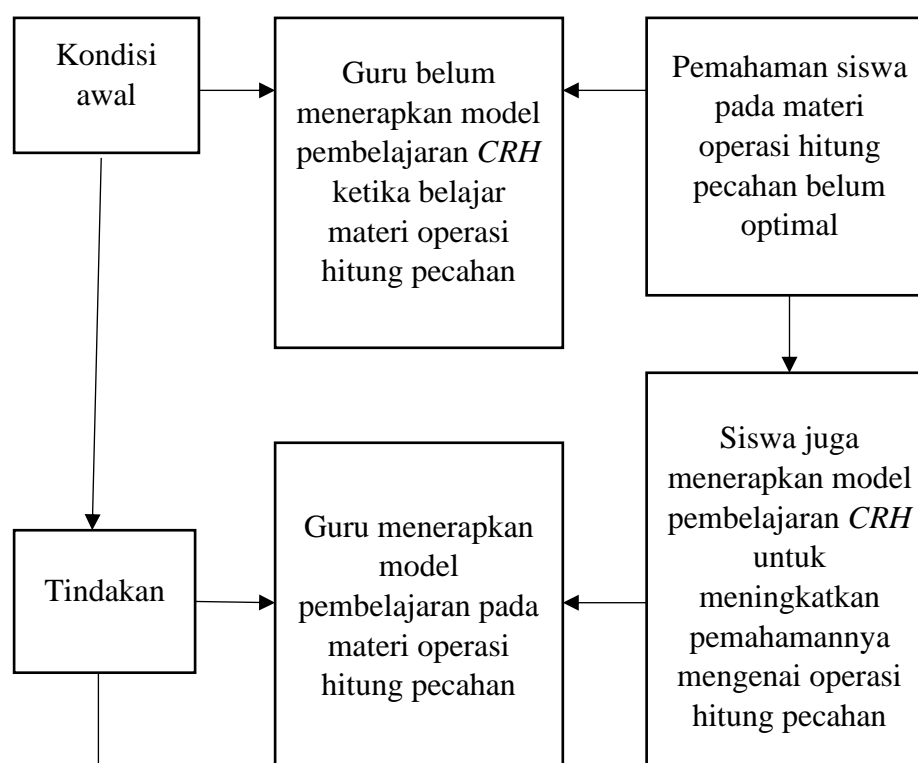 Kondisi
awal
Guru belum
menerapkan model
pembelajaran CRH
ketika belajar
materi operasi
hitung pecahan
Pemahaman siswa
pada materi
operasi hitung
pecahan belum
optimal
Tindakan
Guru menerapkan
model
pembelajaran pada
materi operasi
hitung pecahan
Siswa juga
menerapkan model
pembelajaran CRH
untuk
meningkatkan
pemahamannya
mengenai operasi
hitung pecahan